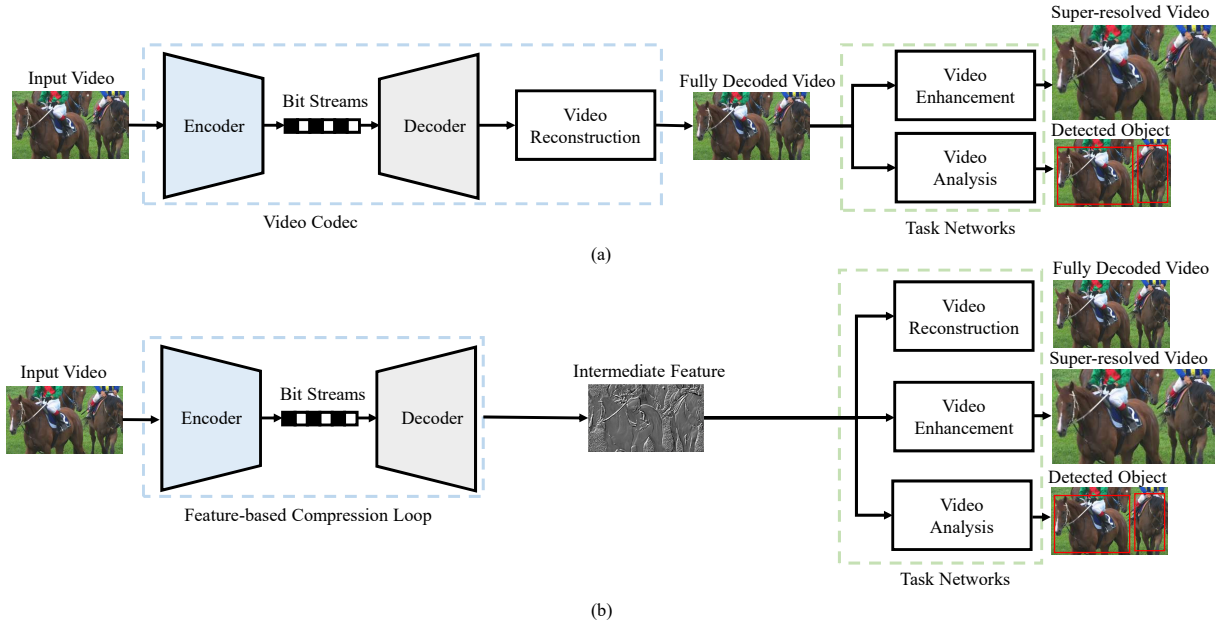 Super-resolved Video
Input Video
Encoder
Bit Streams
Decoder
Video
Reconstruction
Fully Decoded Video
Video
Enhancement
Detected Object
Video
Analysis
Video Codec
Task Networks
(a)
Fully Decoded Video
Video
Reconstruction
Input Video
Encoder
Bit Streams
Decoder
Intermediate Feature
Super-resolved Video
Video
Enhancement
Detected Object
Video
Analysis
Feature-based Compression Loop
Task Networks
(b)